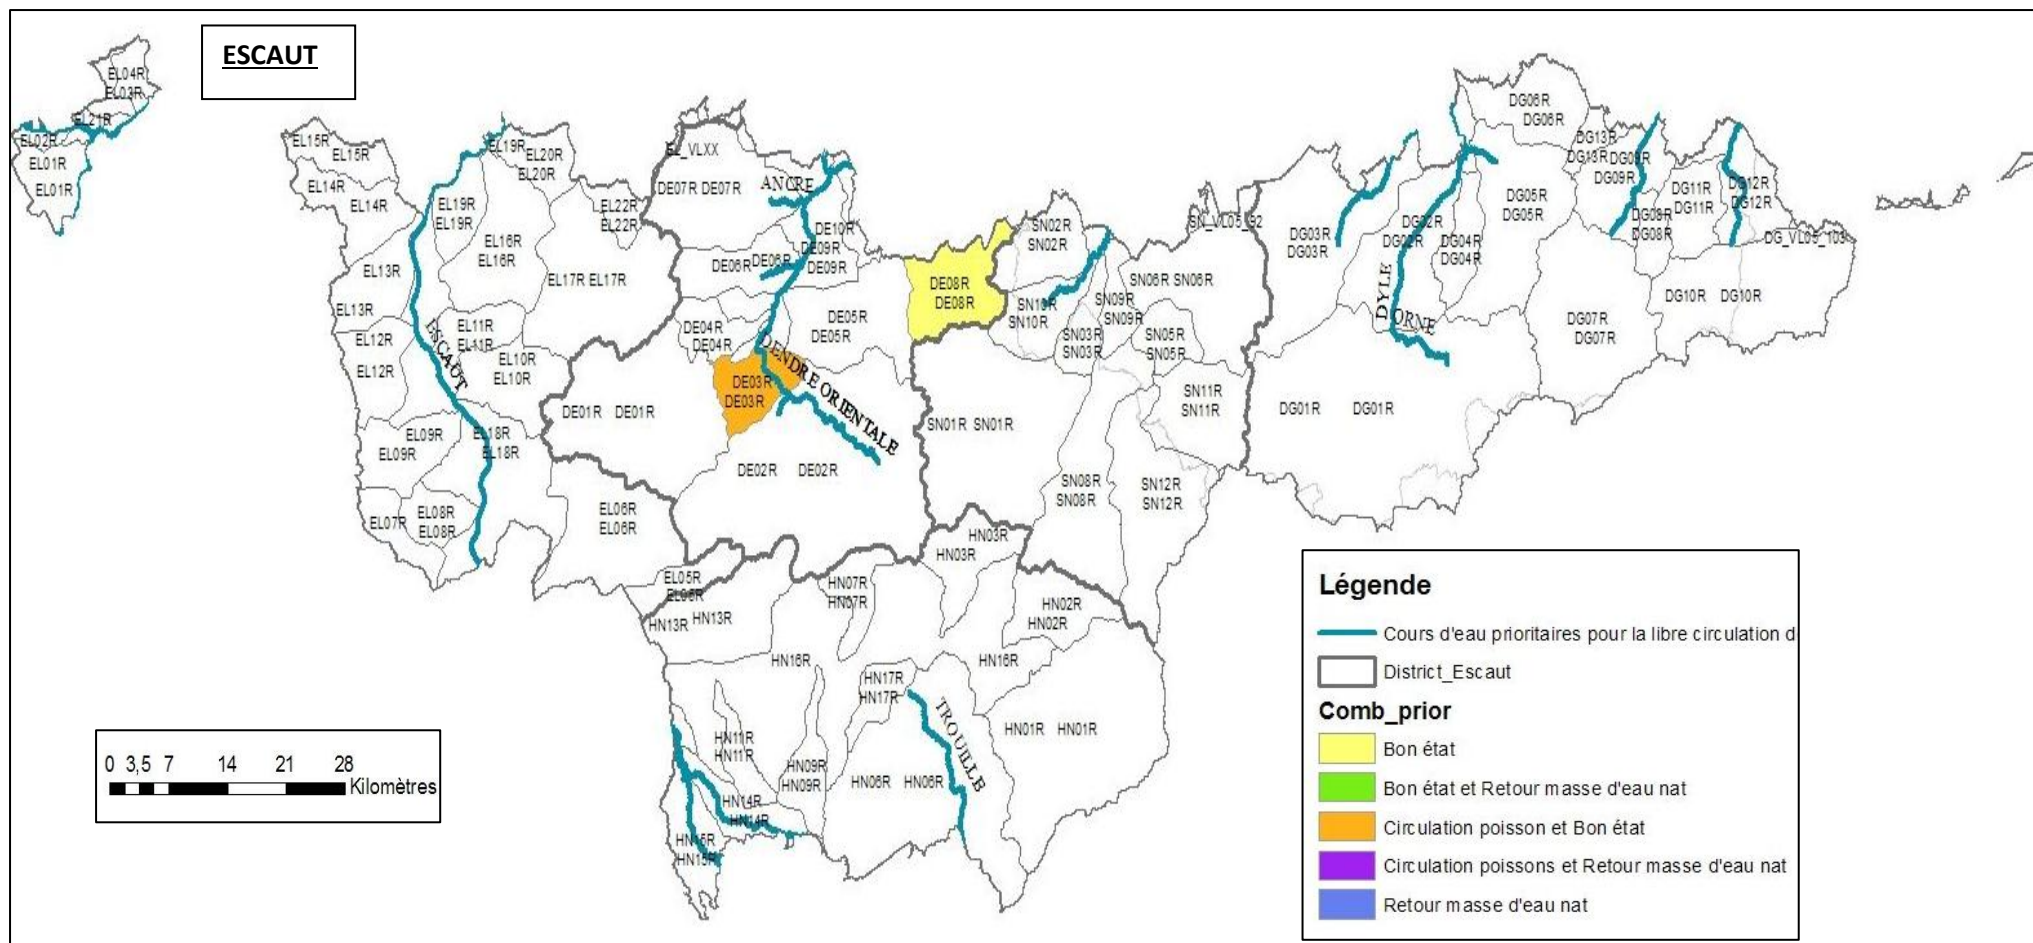 ESCAUT
EL04R
EL03R
EL21R
EL02R
EL01R
EL01R
EL15R
EL15R
EL14R
EL14R
EL13R
EL13R
EL12R
EL12R
EL09R
EL09R
EL07R
EL08R
EL08R
EL18R
EL18R
EL19R
EL20R
EL20R
EL19R
EL19R
EL16R
EL16R
EL11R
EL11R
EL10R
EL10R
EL17R EL17R
EL22R
EL22R
EL06R
EL06R
EL05R
EL05R
ESCAUT
EL_VLXX
DE07R DE07R
ANCRE
DE10R
DE09R
DE09R
DE06R
DE06R
DE04R
DE04R
DE05R
DE05R
DE03R
DE03R
DENDRE ORIENTALE
DE01R DE01R
DE02R DE02R
DE08R
DE08R
SN02R
SN02R
SN10R
SN10R
SN09R
SN09R
SN03R
SN03R
SN06R SN06R
SN05R
SN05R
SN11R
SN11R
SN01R SN01R
SN08R
SN08R
SN12R
SN12R
SN_VL05_92
DG03R
DG03R
DG02R
DG02R
DG04R
DG04R
DG05R
DG05R
DG06R
DG06R
DG13R
DG13R
DG09R
DG09R
DG08R
DG08R
DG11R
DG11R
DG12R
DG12R
DG_VL05_103
DG10R DG10R
DG07R
DG07R
DG01R DG01R
DYLE
ORNE
HN03R
HN03R
HN07R
HN07R
HN02R
HN02R
HN13R HN13R
HN16R
HN16R
HN17R
HN17R
HN01R HN01R
HN11R
HN11R
HN09R
HN09R
HN06R HN06R
HN14R
HN14R
HN15R
TROUILLE
0 3,5 7 14 21 28
Kilomètres
Légende
Cours d'eau prioritaires pour la libre circulation d
District_Escaut
Comb_prior
Bon état
Bon état et Retour masse d'eau nat
Circulation poisson et Bon état
Circulation poissons et Retour masse d'eau nat
Retour masse d'eau nat